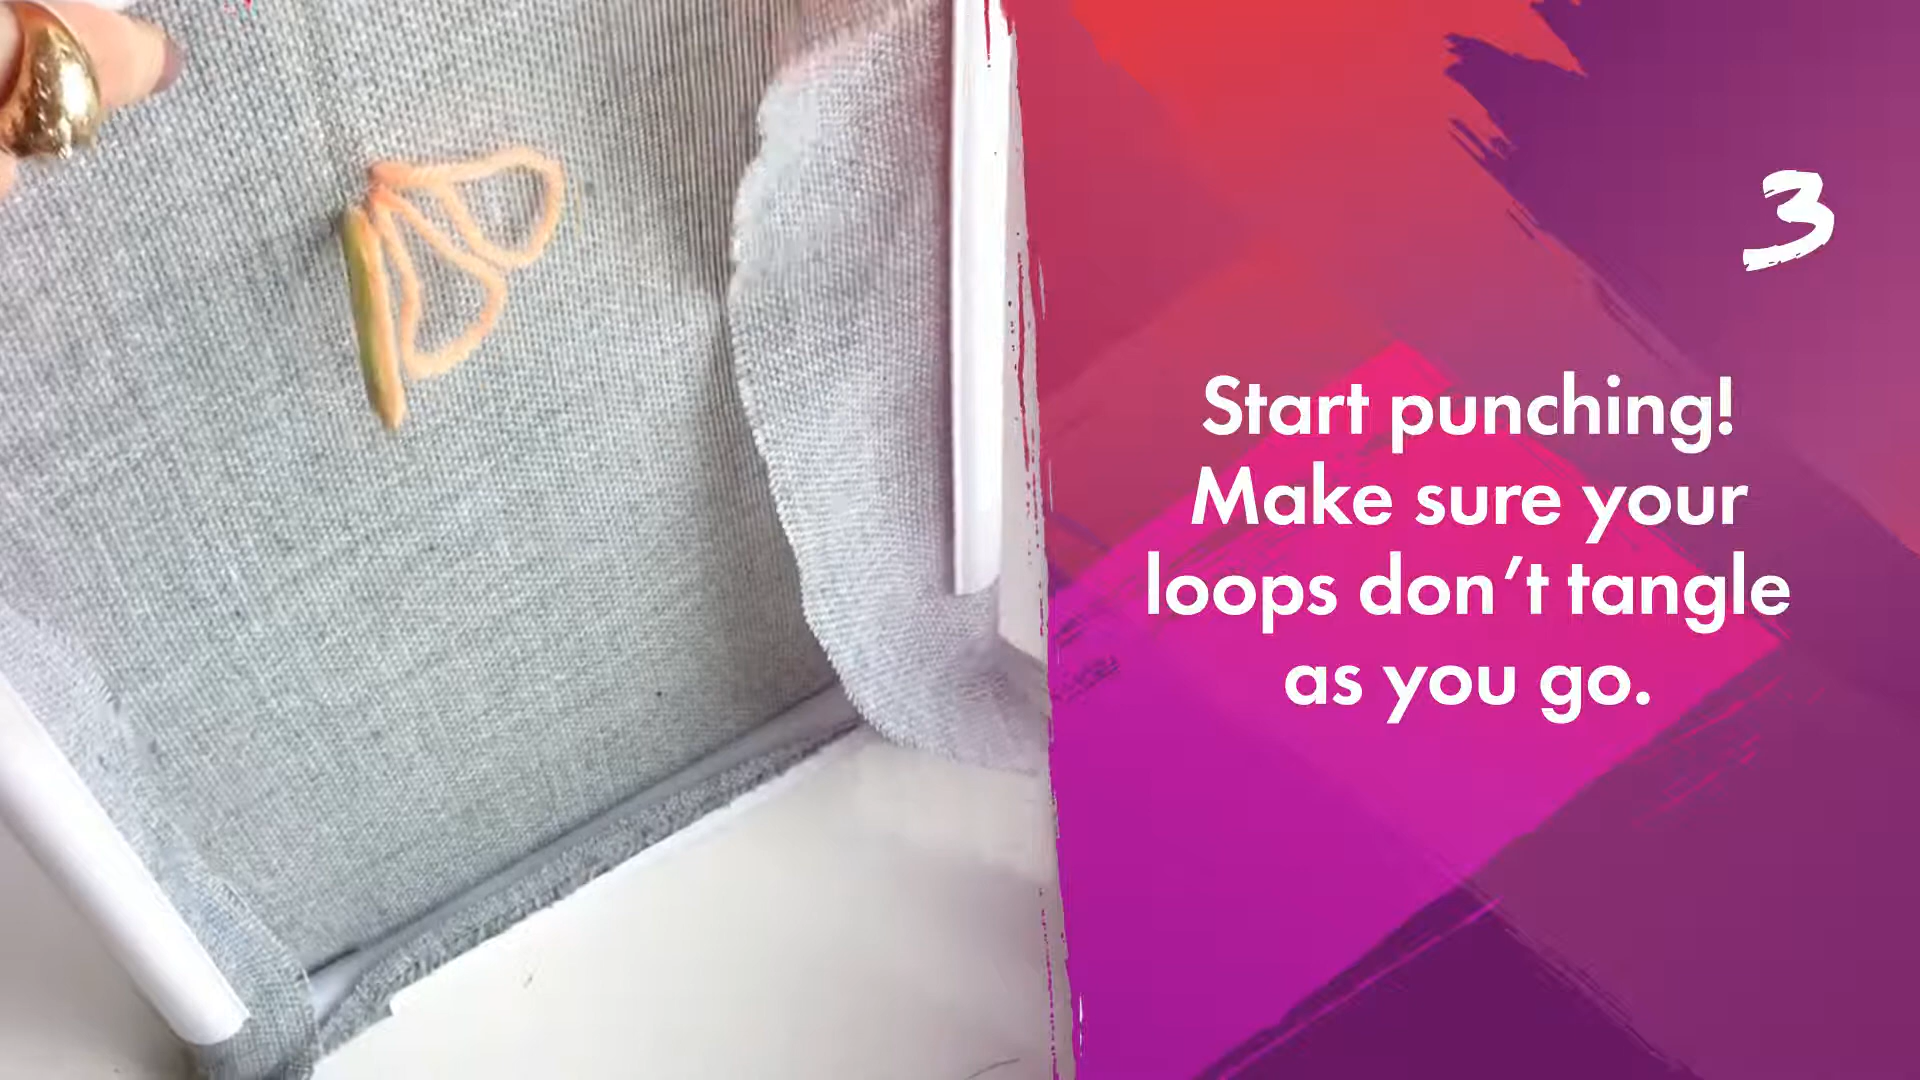 3
Start punching!
Make sure your
loops don’t tangle
as you go.